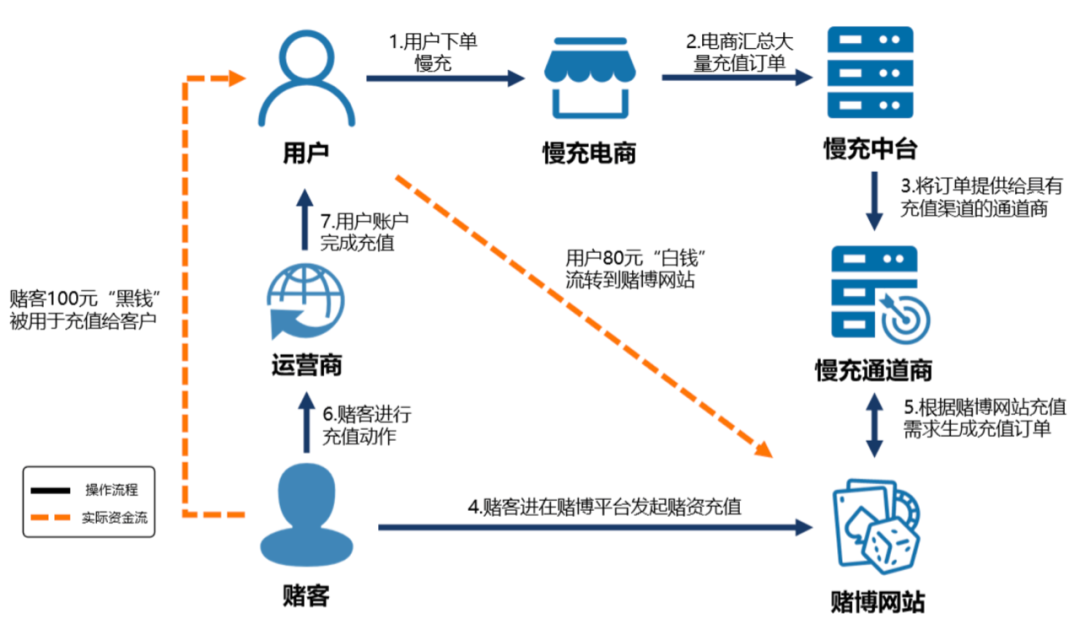 1.用户下单
慢充
2.电商汇总大
量充值订单
用户
慢充电商
慢充中台
3.将订单提供给具有
充值渠道的通道商
7.用户账户
完成充值
用户80元“白钱”
流转到赌博网站
赌客100元“黑钱”
被用于充值给客户
运营商
慢充通道商
6.赌客进行
充值动作
5.根据赌博网站充值
需求生成充值订单
操作流程
实际资金流
4.赌客进在赌博平台发起赌资充值
赌客
赌博网站